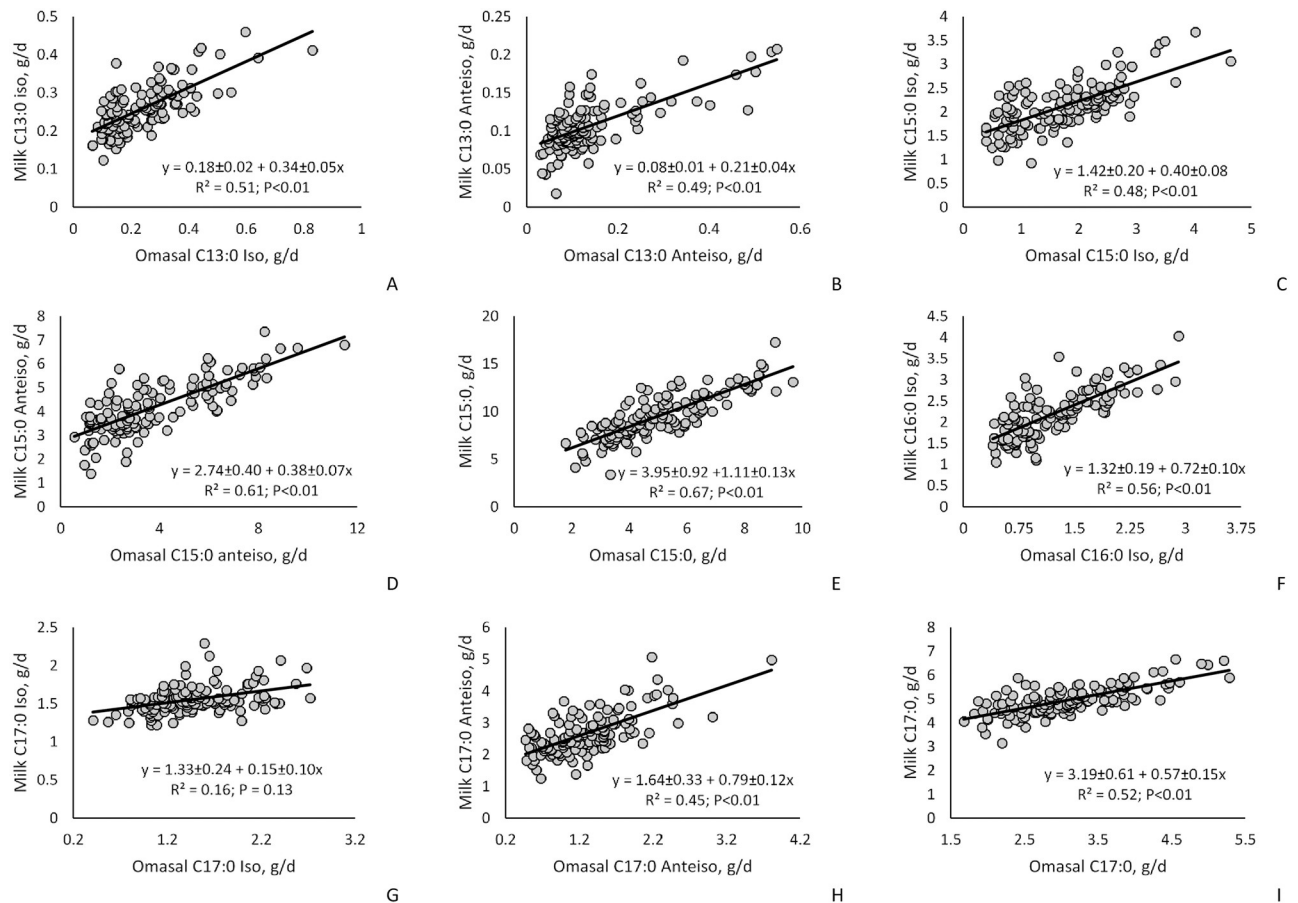 Milk C13:0 iso, g/d
0.5
0.4
0.3
0.2
0.1
0
y = 0.18±0.02 + 0.34±0.05x
R² = 0.51; P<0.01
0 0.2 0.4 0.6 0.8 1
Omasal C13:0 Iso, g/d
A
Milk C13:0 Anteiso, g/d
0.25
0.2
0.15
0.1
0.05
0
y = 0.08±0.01 + 0.21±0.04x
R² = 0.49; P<0.01
0 0.2 0.4 0.6
Omasal C13:0 Anteiso, g/d
B
Milk C15:0 Iso, g/d
4
3.5
3
2.5
2
1.5
1
0.5
0
y = 1.42±0.20 + 0.40±0.08
R² = 0.48; P<0.01
0 1 2 3 4 5
Omasal C15:0 Iso, g/d
C
Milk C15:0 Anteiso, g/d
8
7
6
5
4
3
2
1
0
y = 2.74±0.40 + 0.38±0.07x
R² = 0.61; P<0.01
0 4 8 12
Omasal C15:0 anteiso, g/d
D
Milk C15:0, g/d
20
15
10
5
0
y = 3.95±0.92 +1.11±0.13x
R² = 0.67; P<0.01
0 2 4 6 8 10
Omasal C15:0, g/d
E
Milk C16:0 Iso, g/d
4.5
4
3.5
3
2.5
2
1.5
1
0.5
0
y = 1.32±0.19 + 0.72±0.10x
R² = 0.56; P<0.01
0 0.75 1.5 2.25 3 3.75
Omasal C16:0 Iso, g/d
F
Milk C17:0 Iso, g/d
2.5
2
1.5
1
0.5
0
y = 1.33±0.24 + 0.15±0.10x
R² = 0.16; P = 0.13
0.2 1.2 2.2 3.2
Omasal C17:0 Iso, g/d
G
Milk C17:0 Anteiso, g/d
6
5
4
3
2
1
0
y = 1.64±0.33 + 0.79±0.12x
R² = 0.45; P<0.01
0.2 1.2 2.2 3.2 4.2
Omasal C17:0 Anteiso, g/d
H
Milk C17:0, g/d
8
7
6
5
4
3
2
1
0
y = 3.19±0.61 + 0.57±0.15x
R² = 0.52; P<0.01
1.5 2.5 3.5 4.5 5.5
Omasal C17:0, g/d
I